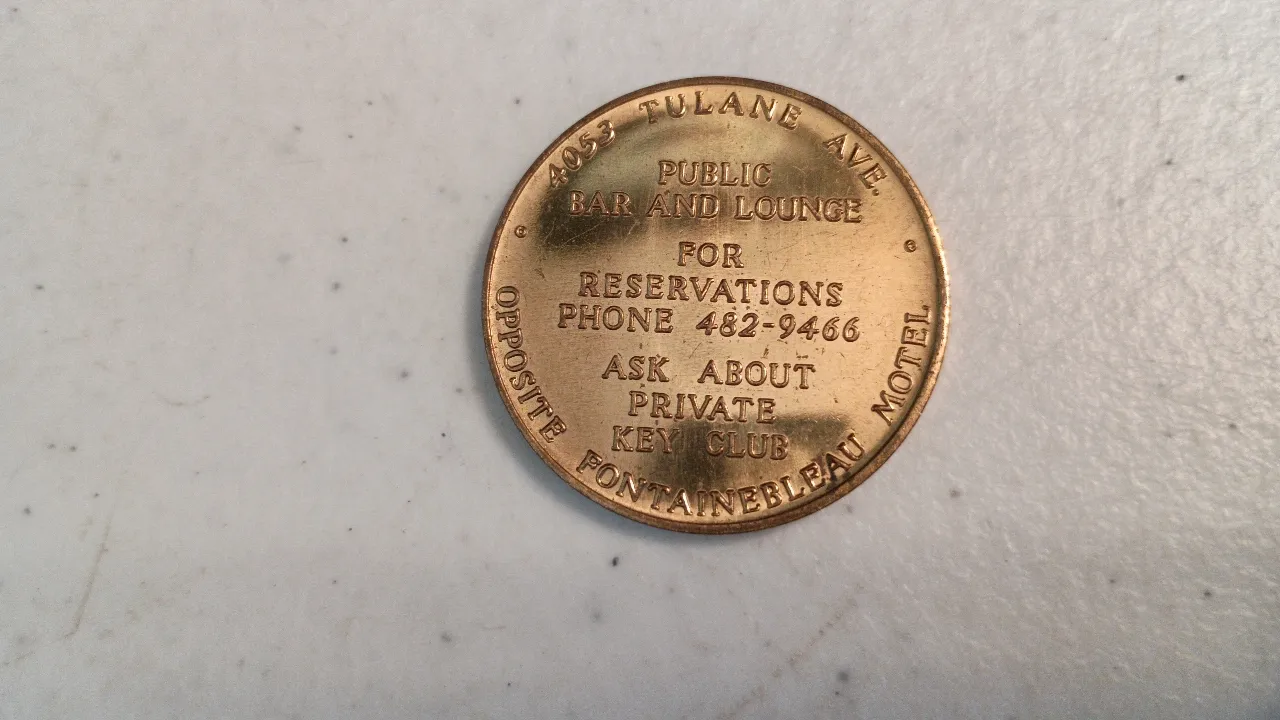 4053 TULANE AVE.
PUBLIC
BAR AND LOUNGE
FOR
RESERVATIONS
PHONE 482-9466
ASK ABOUT
PRIVATE
KEY CLUB
OPPOSITE FONTAINEBLEAU MOTEL